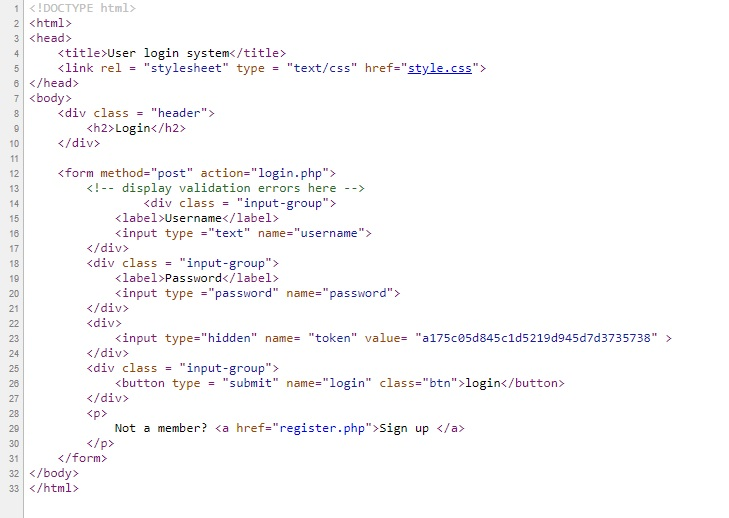 1 <!DOCTYPE html>
2 <html>
3 <head>
4 <title>User login system</title>
5 <link rel = "stylesheet" type = "text/css" href="style.css">
6 </head>
7 <body>
8 <div class = "header">
9 <h2>Login</h2>
10 </div>
11
12 <form method="post" action="login.php">
13 <!-- display validation errors here -->
14 <div class = "input-group">
15 <label>Username</label>
16 <input type ="text" name="username">
17 </div>
18 <div class = "input-group">
19 <label>Password</label>
20 <input type ="password" name="password">
21 </div>
22 <div>
23 <input type="hidden" name= "token" value= "a175c05d845c1d5219d945d7d3735738" >
24 </div>
25 <div class = "input-group">
26 <button type = "submit" name="login" class="btn">login</button>
27 </div>
28 <p>
29 Not a member? <a href="register.php">Sign up </a>
30 </p>
31 </form>
32 </body>
33 </html>